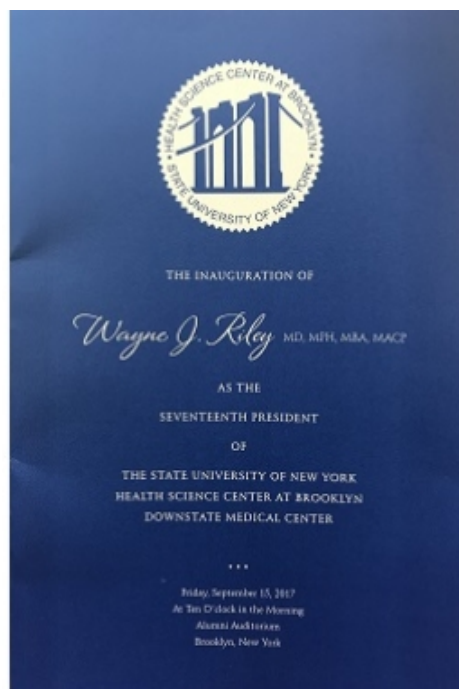 HEALTH SCIENCE CENTER AT BROOKLYN
STATE UNIVERSITY OF NEW YORK
THE INAUGURATION OF
Wayne J. Riley MD, MPH, MBA, MACP
AS THE
SEVENTEENTH PRESIDENT
OF
THE STATE UNIVERSITY OF NEW YORK
HEALTH SCIENCE CENTER AT BROOKLYN
DOWNSTATE MEDICAL CENTER
•••
Friday, September 15, 2017
At Ten O'clock in the Morning
Alumni Auditorium
Brooklyn, New York